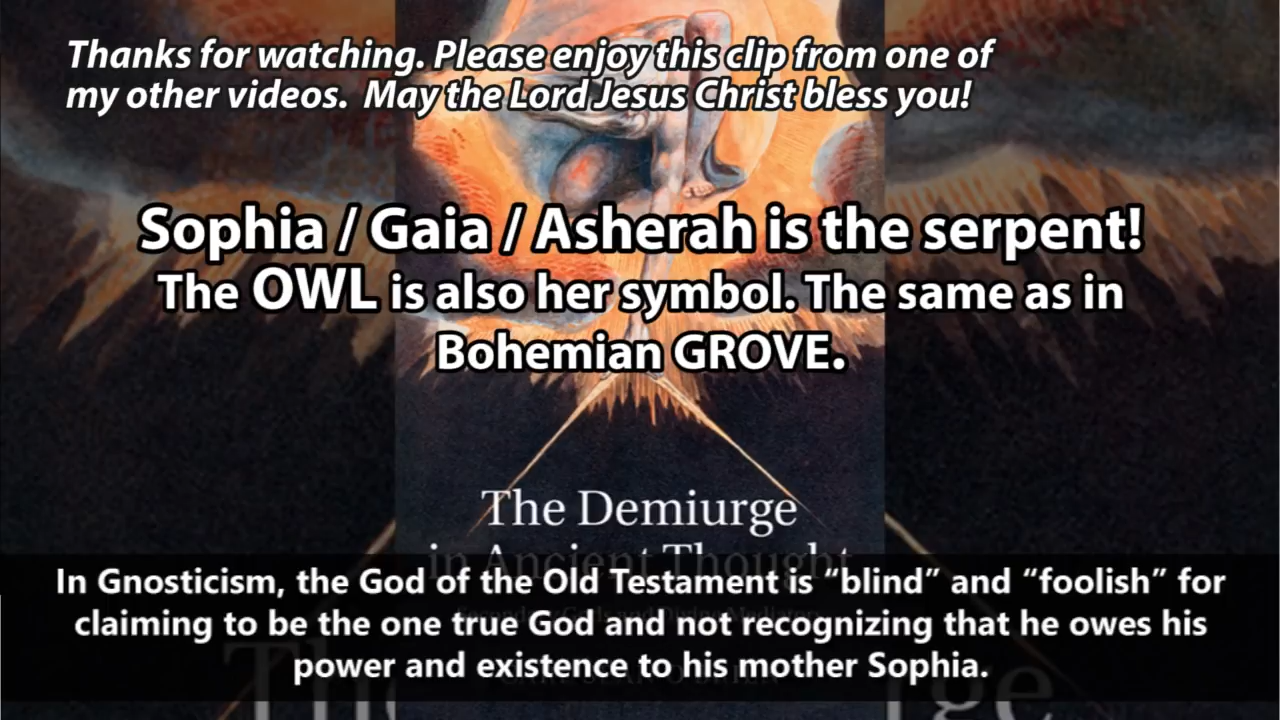 Thanks for watching. Please enjoy this clip from one of
my other videos.  May the Lord Jesus Christ bless you!
Sophia / Gaia / Asherah is the serpent!
The OWL is also her symbol. The same as in
Bohemian GROVE.
The Demiurge
in Ancient Thought
In Gnosticism, the God of the Old Testament is “blind” and “foolish” for
claiming to be the one true God and not recognizing that he owes his
power and existence to his mother Sophia.